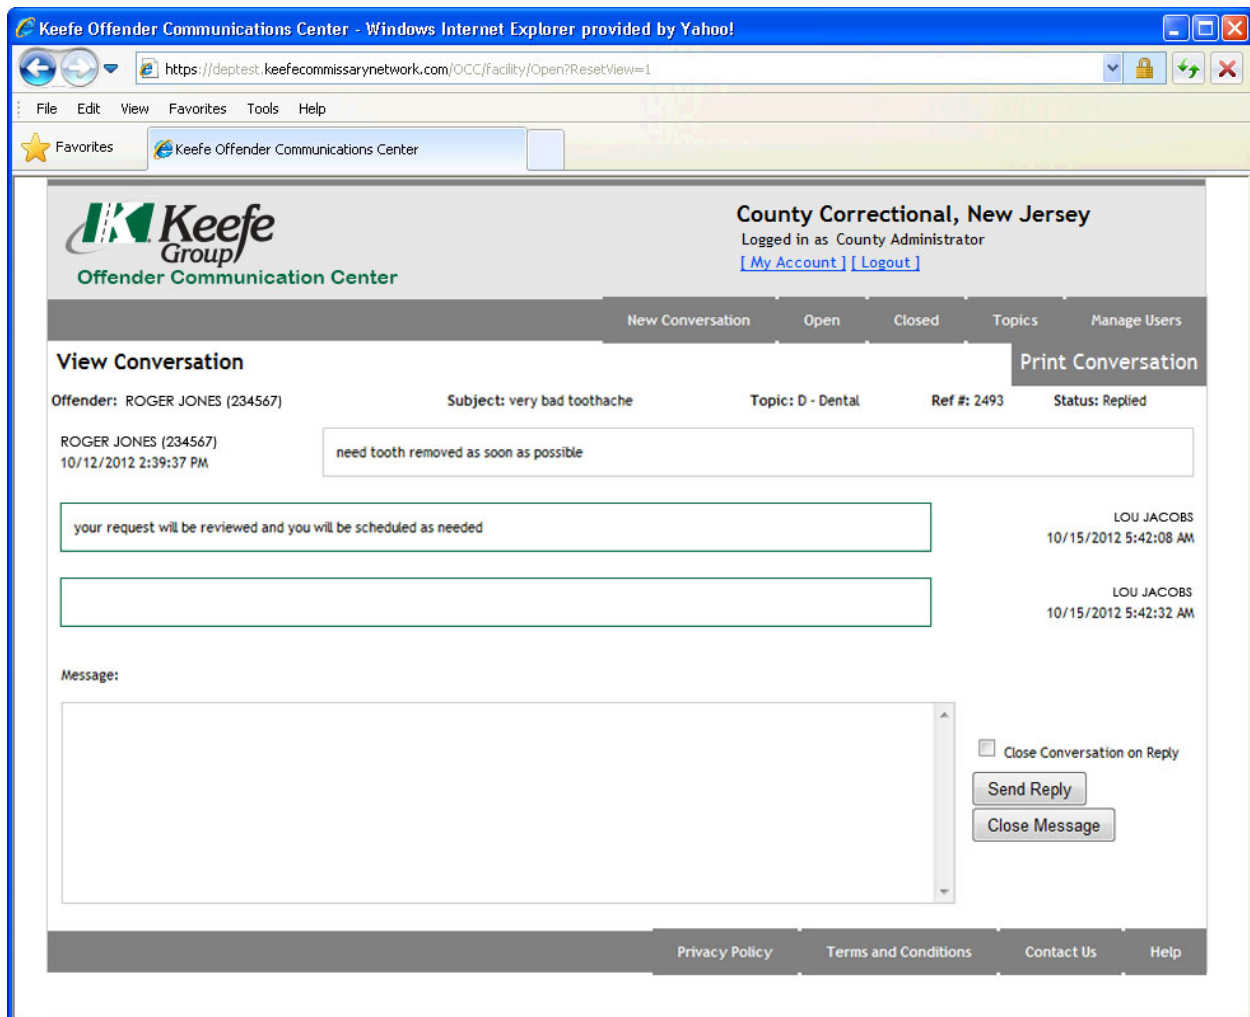 Keefe Offender Communications Center - Windows Internet Explorer provided by Yahoo!
https://deptest.keefecommissarynetwork.com/OCC/facility/Open?ResetView=1
File Edit View Favorites Tools Help
Favorites Keefe Offender Communications Center
Keefe
Group
Offender Communication Center
County Correctional, New Jersey
Logged in as County Administrator
[ My Account ] [ Logout ]
New Conversation Open Closed Topics Manage Users
View Conversation Print Conversation
Offender: ROGER JONES (234567) Subject: very bad toothache Topic: D - Dental Ref #: 2493 Status: Replied
ROGER JONES (234567)
10/12/2012 2:39:37 PM
need tooth removed as soon as possible
your request will be reviewed and you will be scheduled as needed
LOU JACOBS
10/15/2012 5:42:08 AM
LOU JACOBS
10/15/2012 5:42:32 AM
Message:
Close Conversation on Reply
Send Reply
Close Message
Privacy Policy Terms and Conditions Contact Us Help